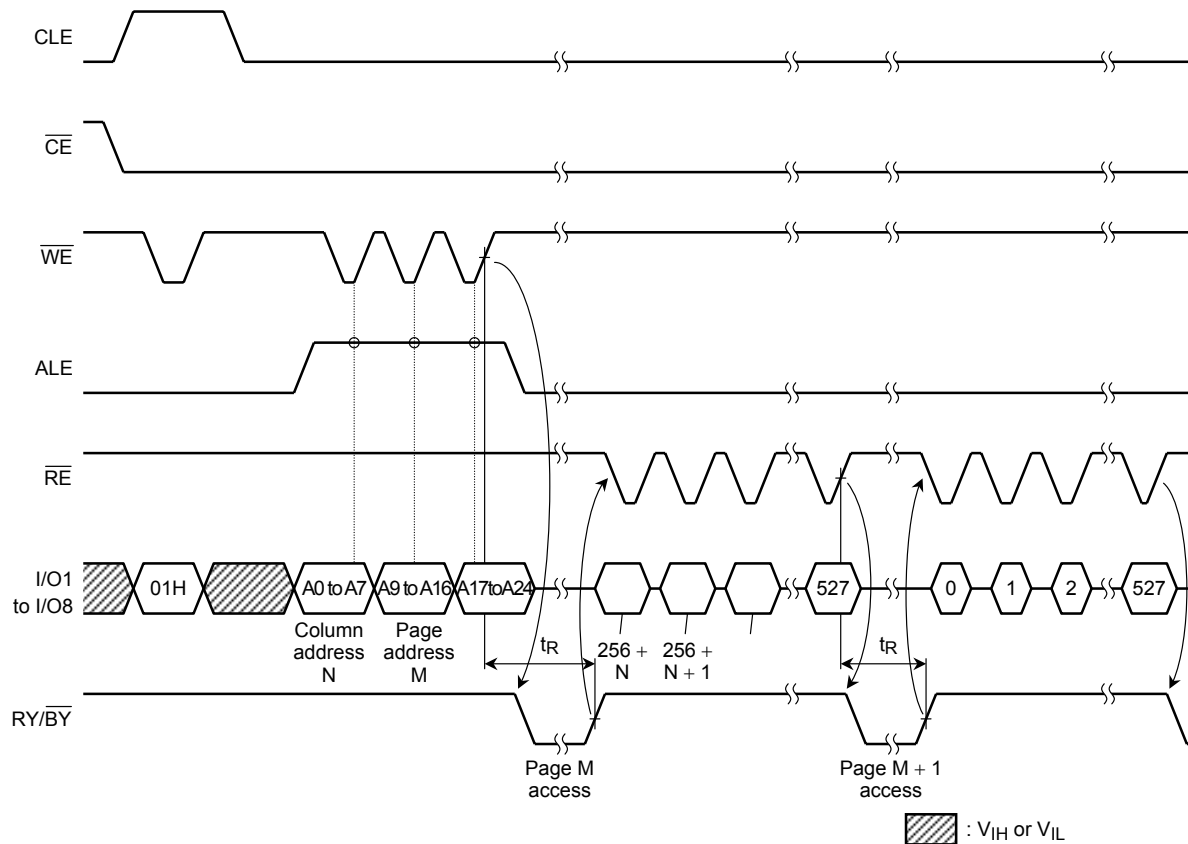 CLE
CE
WE
ALE
RE
I/O1
to I/O8
01H
A0 to A7
A9 to A16
A17 to A24
527
0
1
2
527
Column
address
N
Page
address
M
tR
256 +
N
256 +
N + 1
tR
RY/BY
Page M
access
Page M + 1
access
: VIH or VIL